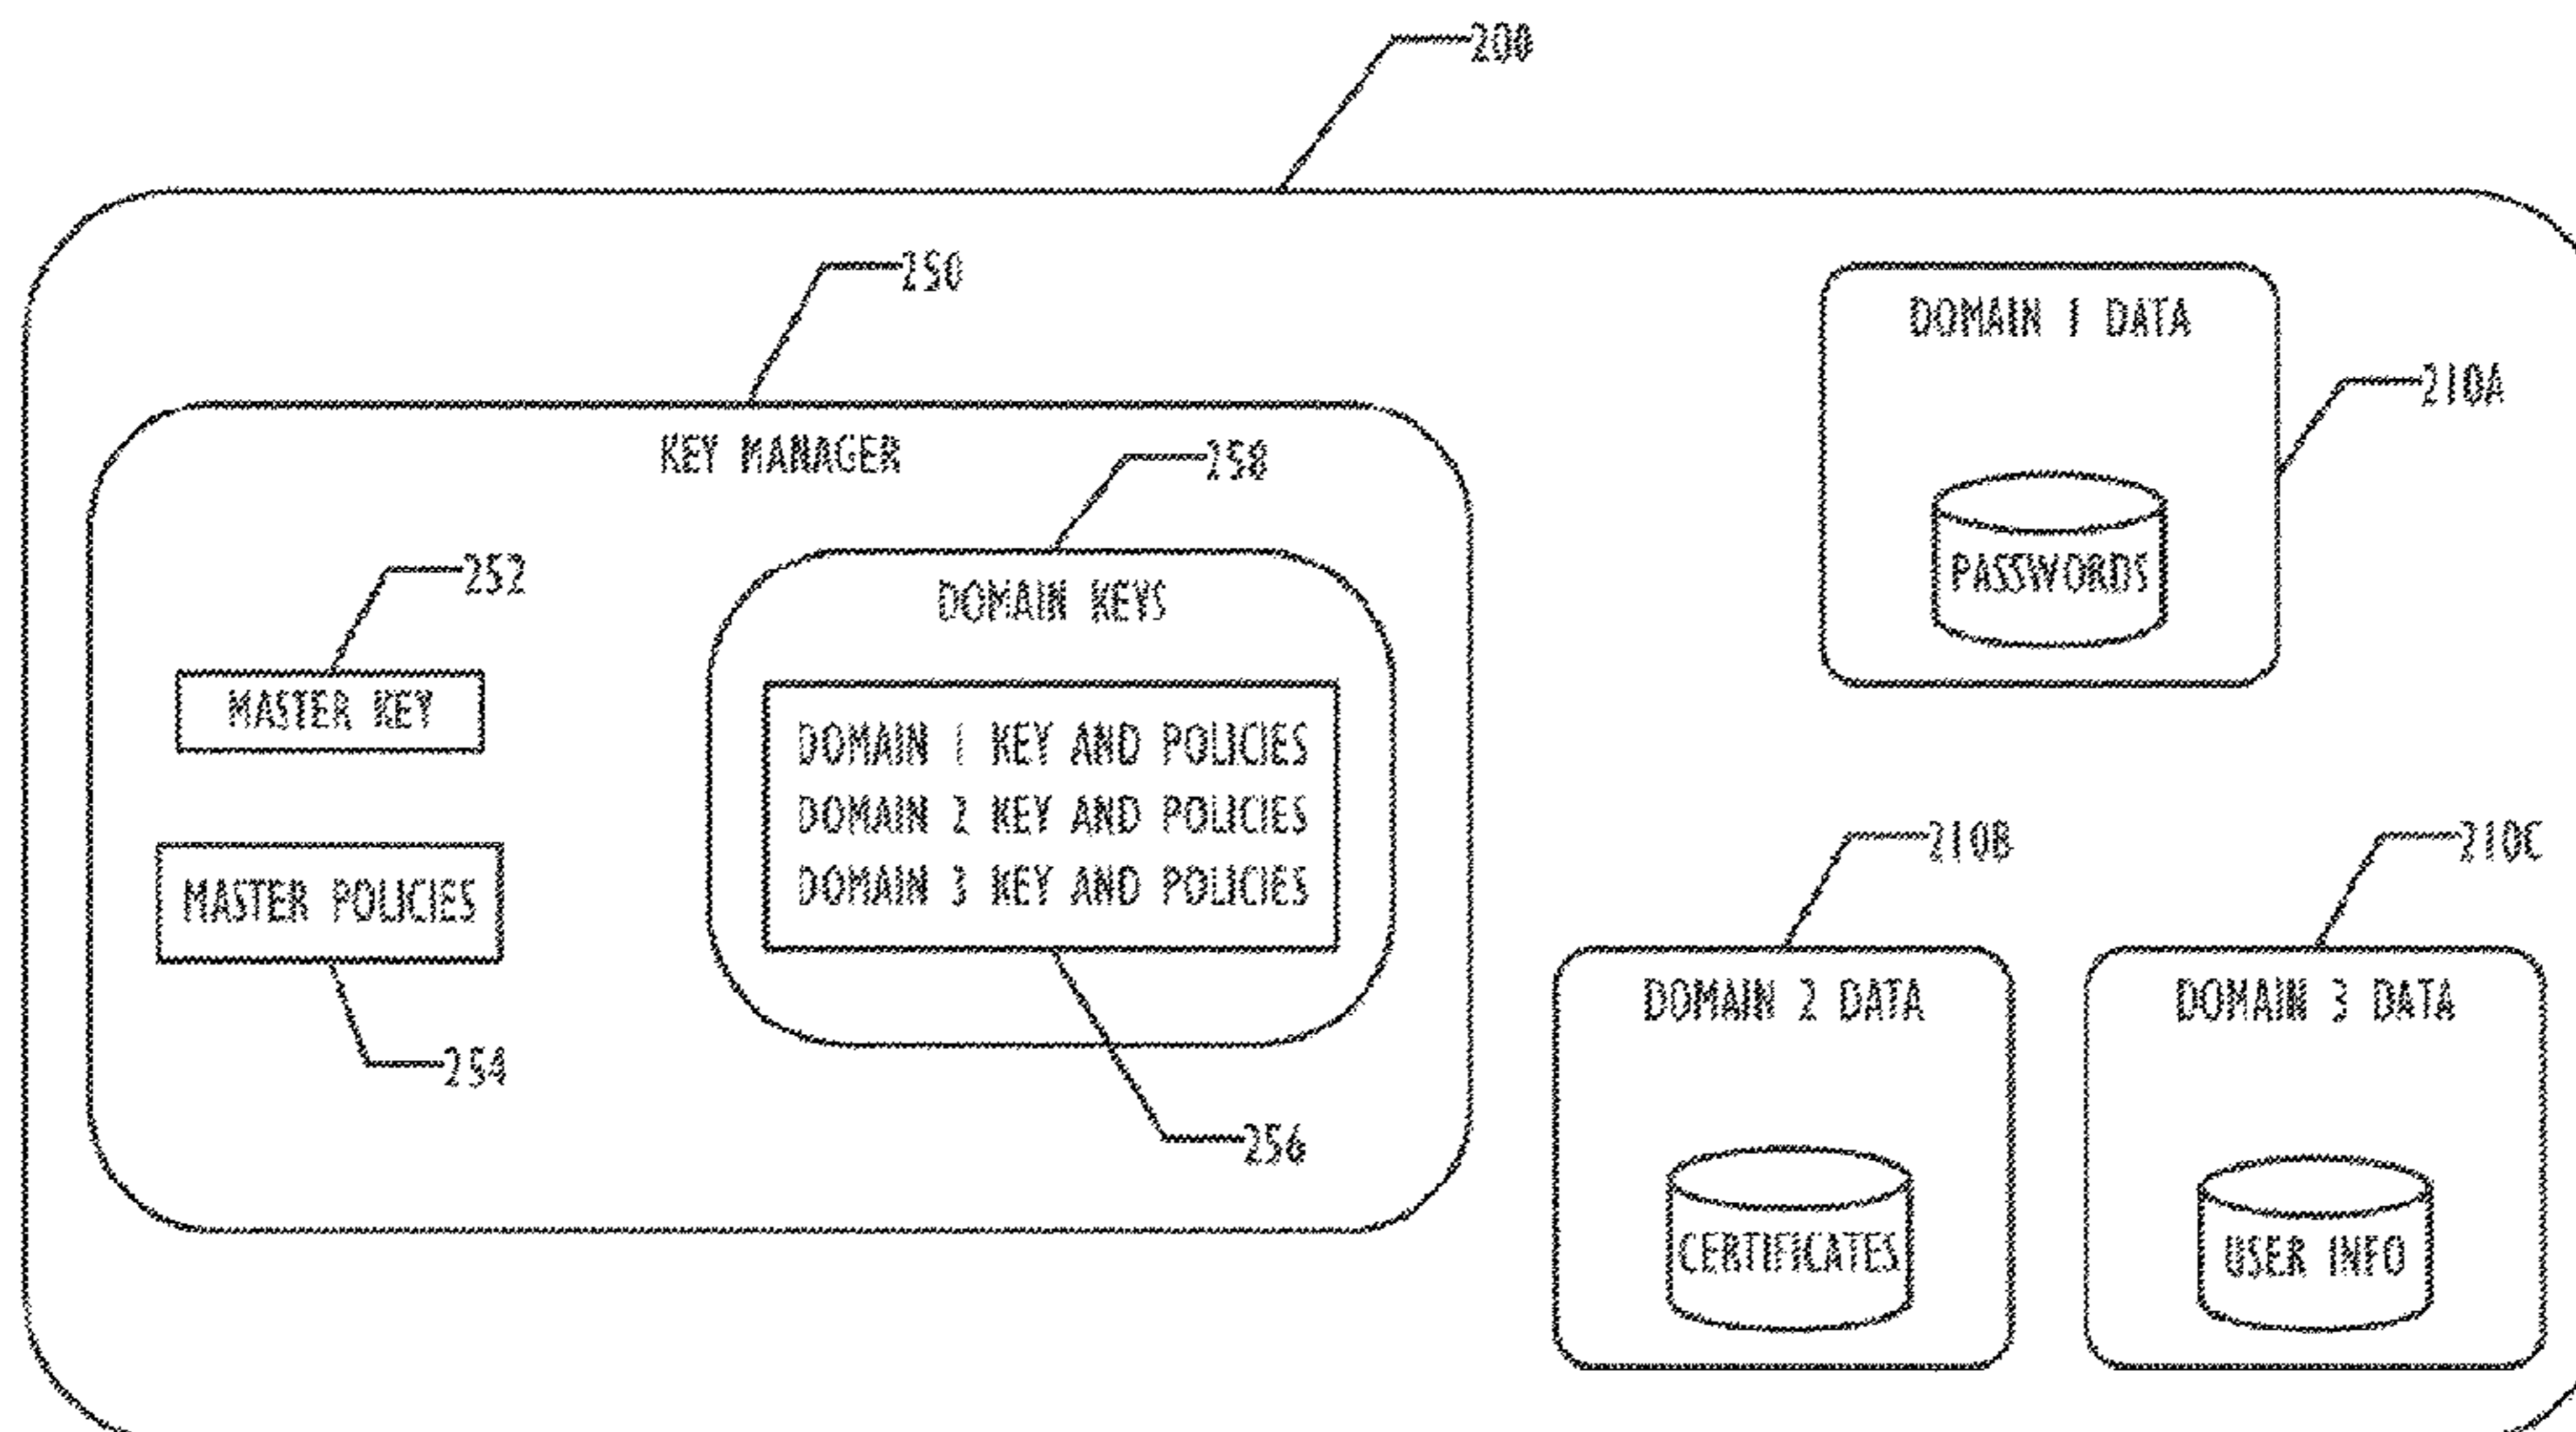 200
250
DOMAIN 1 DATA
210A
KEY MANAGER
258
PASSWORDS
252
DOMAIN KEYS
MASTER KEY
DOMAIN 1 KEY AND POLICIES
DOMAIN 2 KEY AND POLICIES
DOMAIN 3 KEY AND POLICIES
MASTER POLICIES
254
256
210B
210C
DOMAIN 2 DATA
DOMAIN 3 DATA
CERTIFICATES
USER INFO